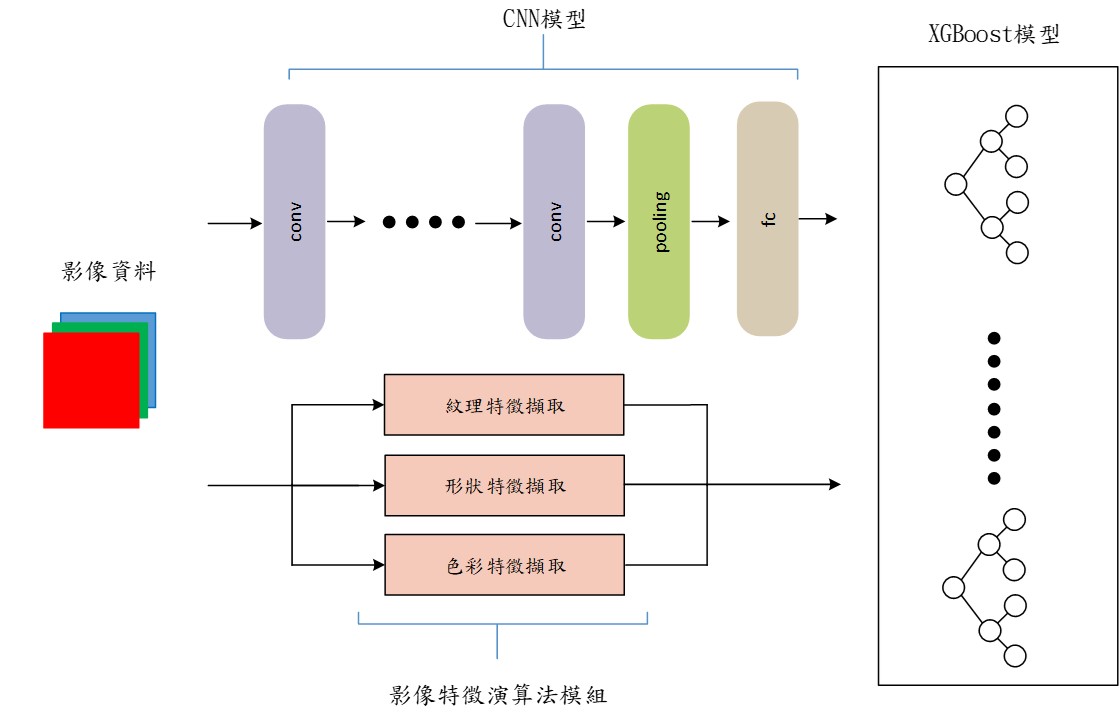 CNN模型
XGBoost模型
conv
conv
pooling
fc
影像資料
紋理特徵擷取
形狀特徵擷取
色彩特徵擷取
影像特徵演算法模組